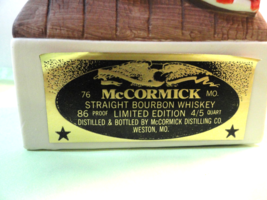 76 McCORMICK MO.
STRAIGHT BOURBON WHISKEY
86 PROOF LIMITED EDITION 4/5 QUART
DISTILLED & BOTTLED BY McCORMICK DISTILLING CO.
WESTON, MO.